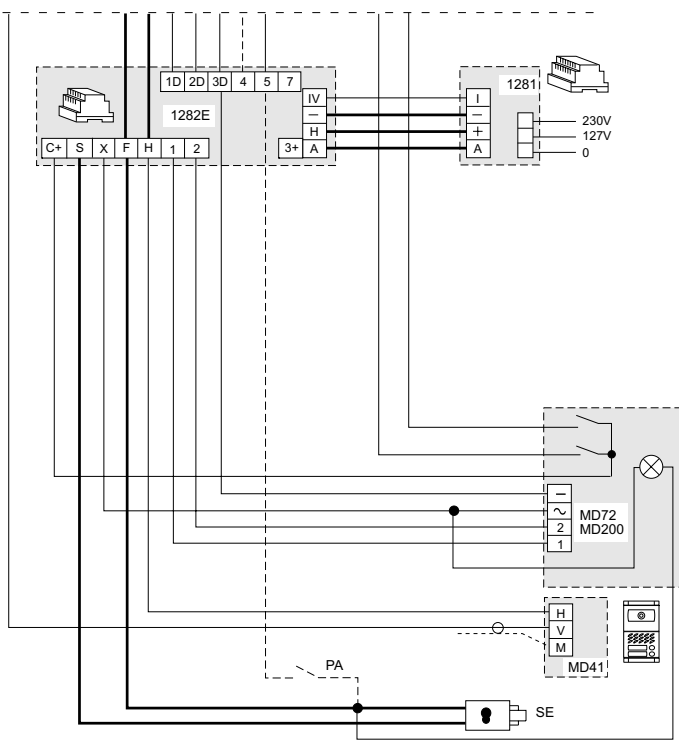 1D 2D 3D 4 5 7
1281
IV
I
1282E
–
–
230V
H
+
127V
C+ S X F H 1 2
3+ A
A
0
–
~
MD72
2
MD200
1
H
V
M
MD41
PA
SE